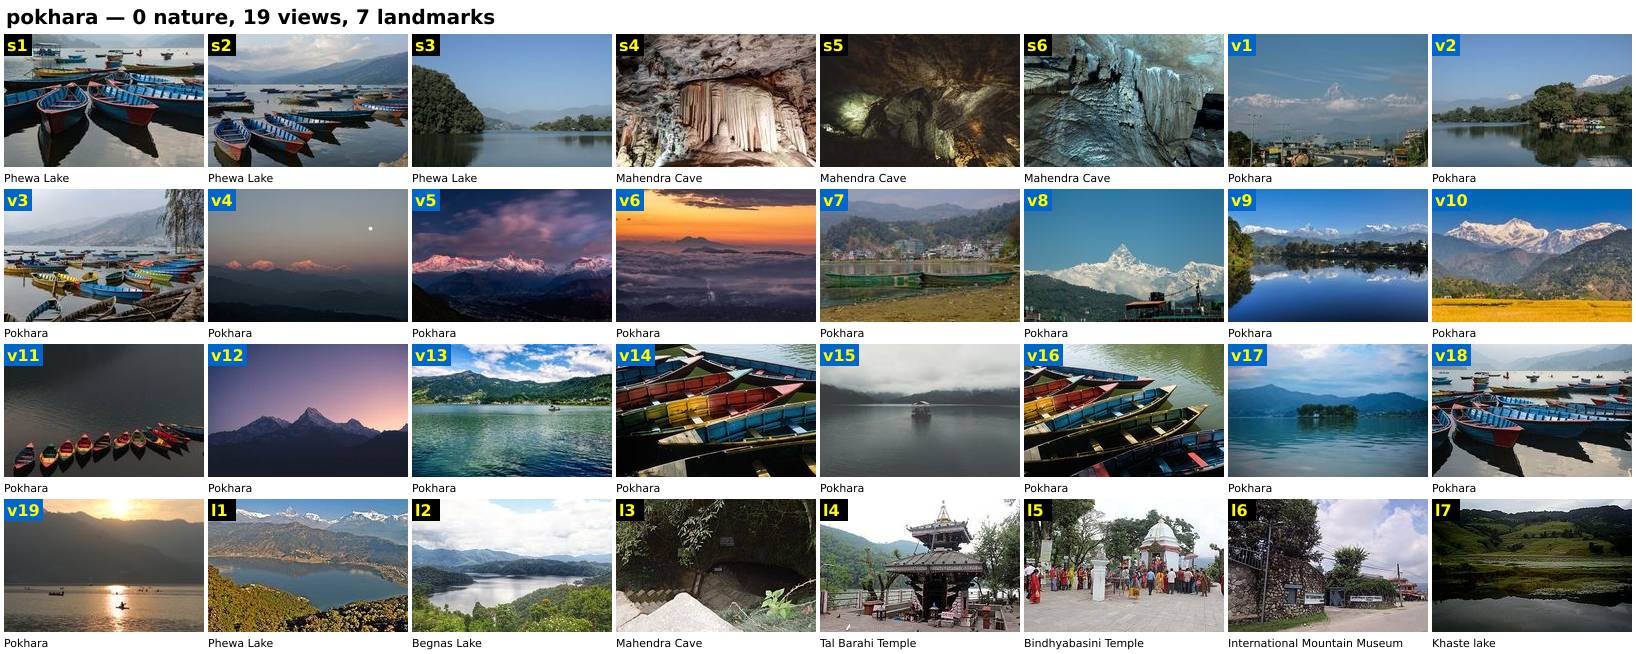 pokhara — 0 nature, 19 views, 7 landmarks
s1 s2 s3 s4 s5 s6 v1 v2
Phewa Lake Phewa Lake Phewa Lake Mahendra Cave Mahendra Cave Mahendra Cave Pokhara Pokhara
v3 v4 v5 v6 v7 v8 v9 v10
Pokhara Pokhara Pokhara Pokhara Pokhara Pokhara Pokhara Pokhara
v11 v12 v13 v14 v15 v16 v17 v18
Pokhara Pokhara Pokhara Pokhara Pokhara Pokhara Pokhara Pokhara
v19 l1 l2 l3 l4 l5 l6 l7
Pokhara Phewa Lake Begnas Lake Mahendra Cave Tal Barahi Temple Bindhyabasini Temple International Mountain Museum Khaste lake